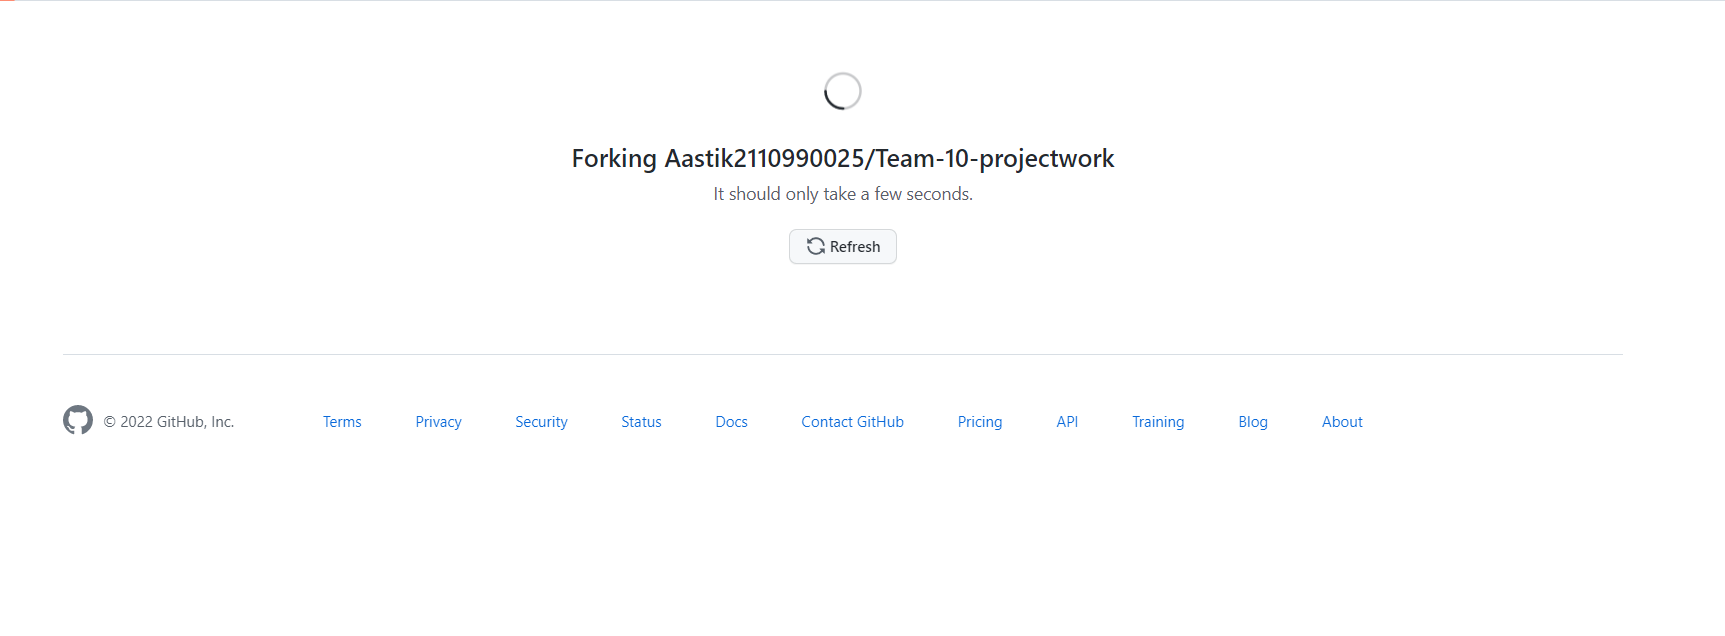 Forking Aastik2110990025/Team-10-projectwork
It should only take a few seconds.
Refresh
© 2022 GitHub, Inc. Terms Privacy Security Status Docs Contact GitHub Pricing API Training Blog About